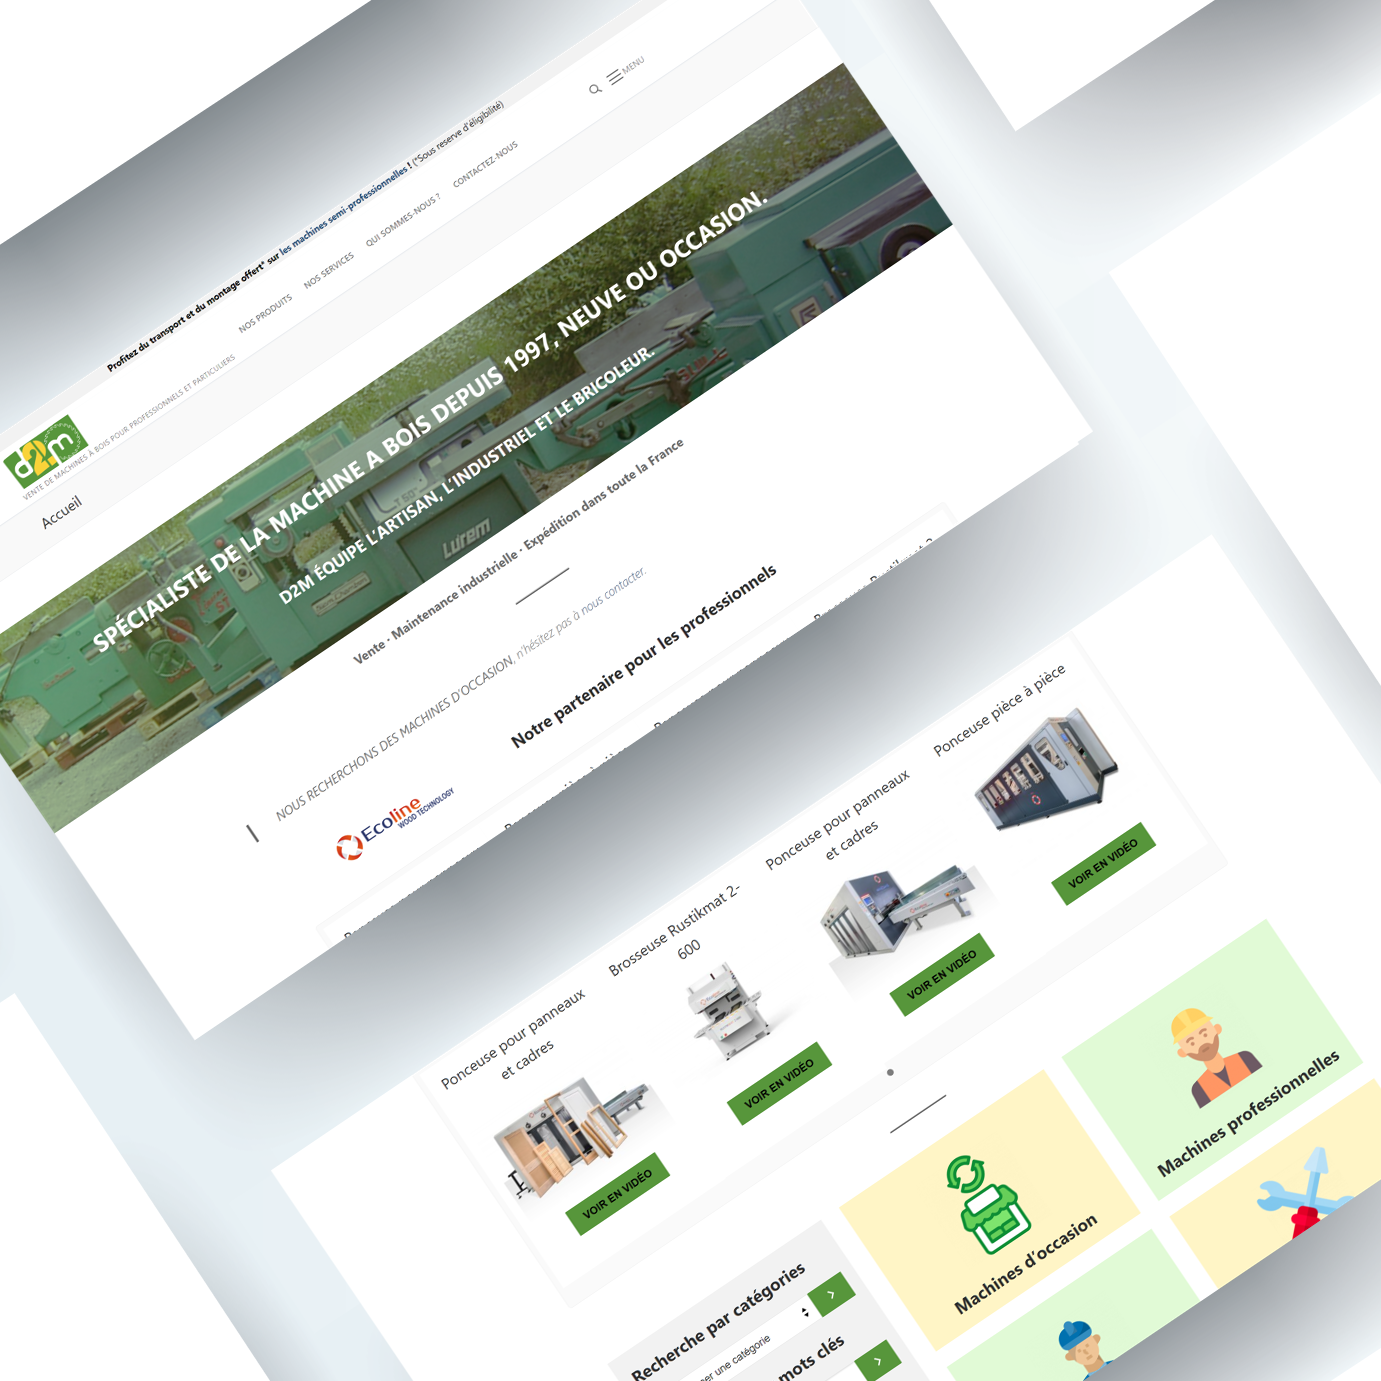 Profitez du transport et du montage offert* sur les machines semi-professionnelles ! (*Sous reserve d'éligibilité)
MENU
d2m
VENTE DE MACHINES À BOIS POUR PROFESSIONNELS ET PARTICULIERS
NOS PRODUITS
NOS SERVICES
QUI SOMMES-NOUS ?
CONTACTEZ-NOUS
Accueil
SPÉCIALISTE DE LA MACHINE A BOIS DEPUIS 1997, NEUVE OU OCCASION.
D2M ÉQUIPE L'ARTISAN, L'INDUSTRIEL ET LE BRICOLEUR.
Lurem
Vente - Maintenance industrielle - Expédition dans toute la France
NOUS RECHERCHONS DES MACHINES D'OCCASION, n'hésitez pas à nous contacter.
Notre partenaire pour les professionnels
Ecoline
WOOD TECHNOLOGY
Ponceuse pour panneaux
et cadres
VOIR EN VIDÉO
Brosseuse Rustikmat 2-
600
VOIR EN VIDÉO
Ponceuse pour panneaux
et cadres
VOIR EN VIDÉO
Ponceuse pièce à pièce
VOIR EN VIDÉO
Recherche par catégories
une catégorie
mots clés
Machines d'occasion
Machines professionnelles